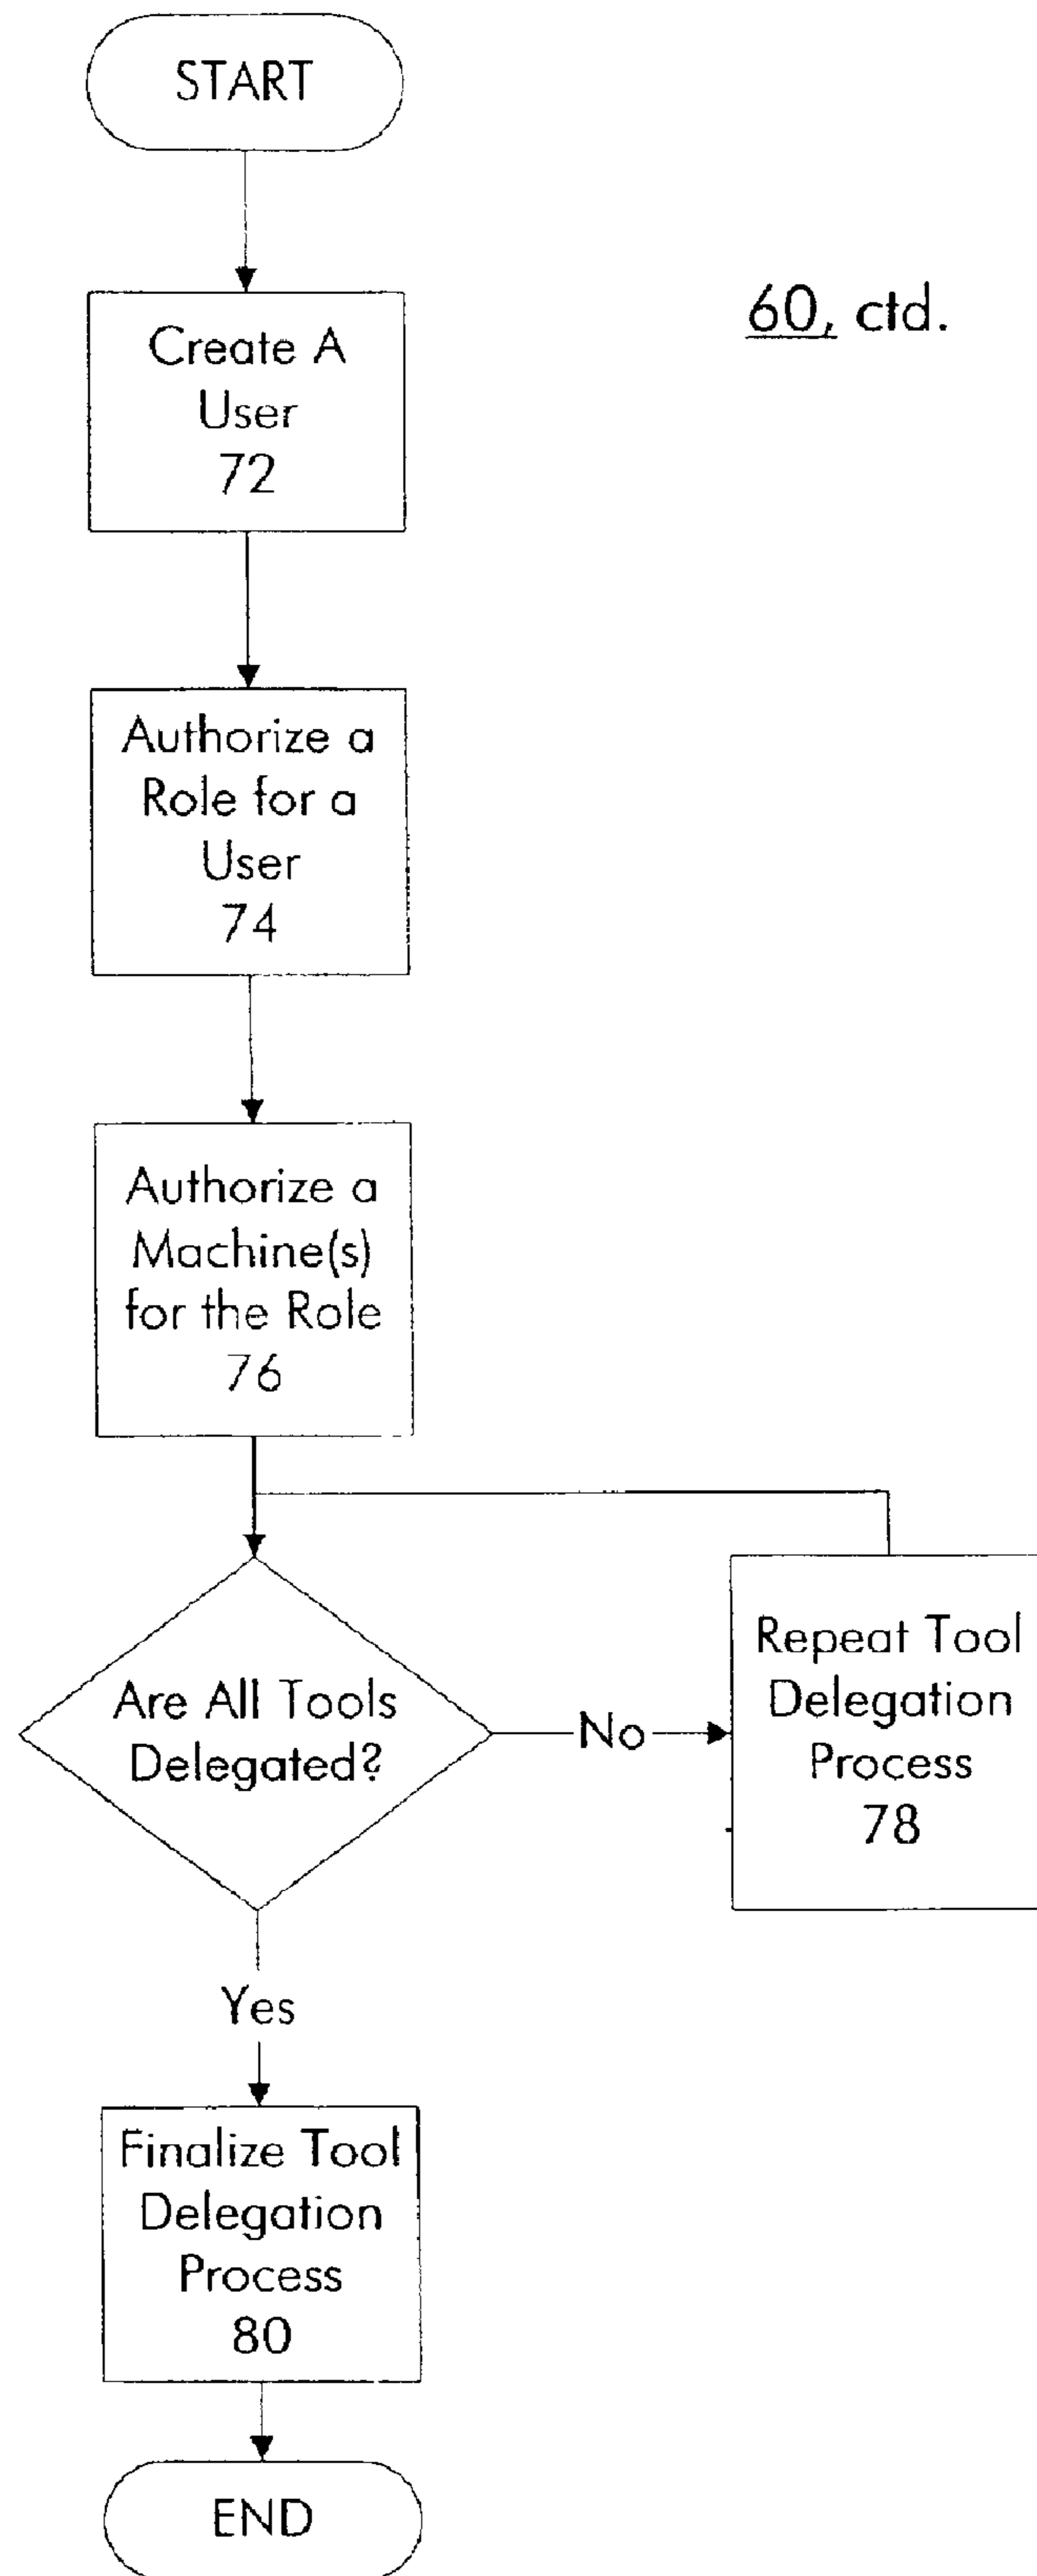 START
60, ctd.
Create A
User
72
Authorize a
Role for a
User
74
Authorize a
Machine(s)
for the Role
76
Are All Tools
Delegated?
No
Repeat Tool
Delegation
Process
78
Yes
Finalize Tool
Delegation
Process
80
END